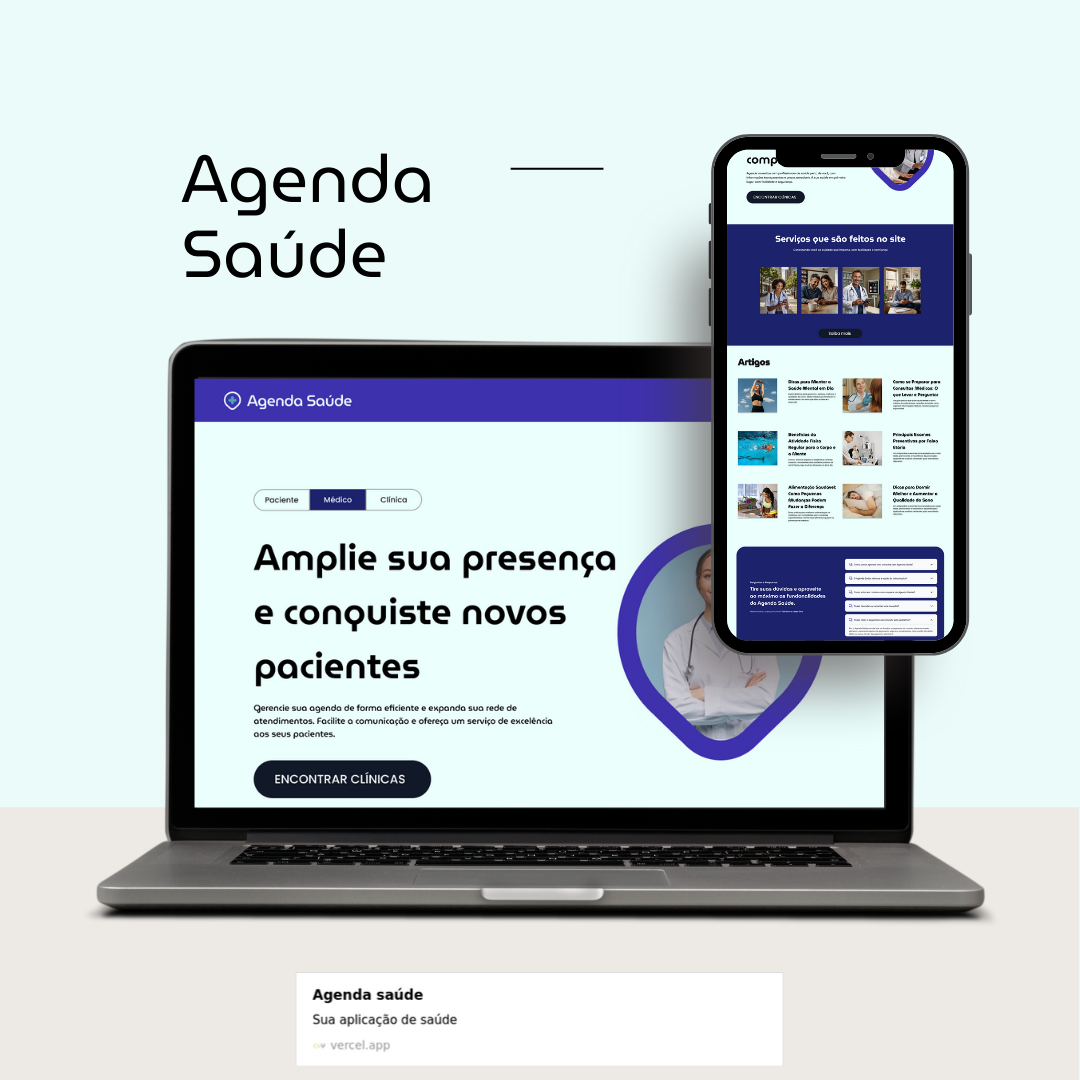 Agenda
Saúde
Agenda Saúde
Paciente
Médico
Clínica
Amplie sua presença
e conquiste novos
pacientes
Gerencie sua agenda de forma eficiente e expanda sua rede de
atendimentos. Facilite a comunicação e ofereça um serviço de excelência
aos seus pacientes.
ENCONTRAR CLÍNICAS
comp
ENCONTRAR CLÍNICAS
Serviços que são feitos no site
Saiba mais
Artigos
Dicas para Manter a
Saúde Mental em Dia
Como se Preparar para
Consultas Médicas: O
que Levar e Perguntar
Benefícios da
Atividade Física
Regular para o Corpo e
a Mente
Principais Exames
Preventivos por Faixa
Etária
Alimentação Saudável:
Como Pequenas
Mudanças Podem
Fazer a Diferença
Dicas para Dormir
Melhor e Aumentar a
Qualidade do Sono
Tire suas dúvidas e aproveite
ao máximo as funcionalidades
do Agenda Saúde.
Agenda saúde
Sua aplicação de saúde
vercel.app